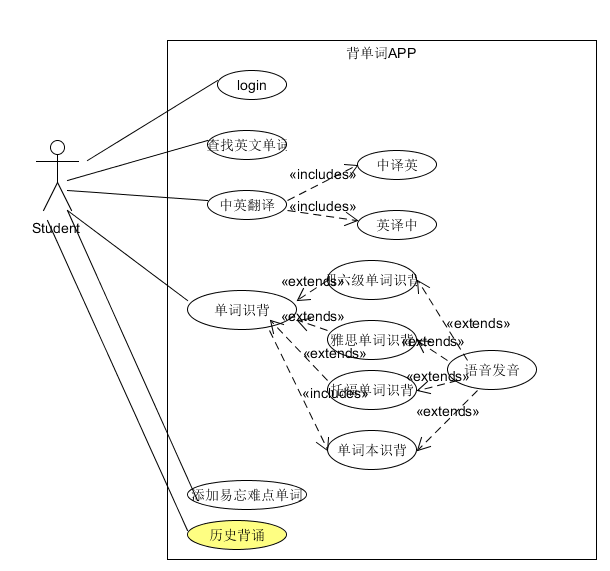 背单词APP
login
查找英文单词
Student
中英翻译
«includes»
中译英
«includes»
英译中
单词识背
«extends»
四六级单词识背
«extends»
雅思单词识背
«extends»
托福单词识背
«includes»
单词本识背
«extends»
«extends»
«extends»
«extends»
语音发音
添加易忘难点单词
历史背诵